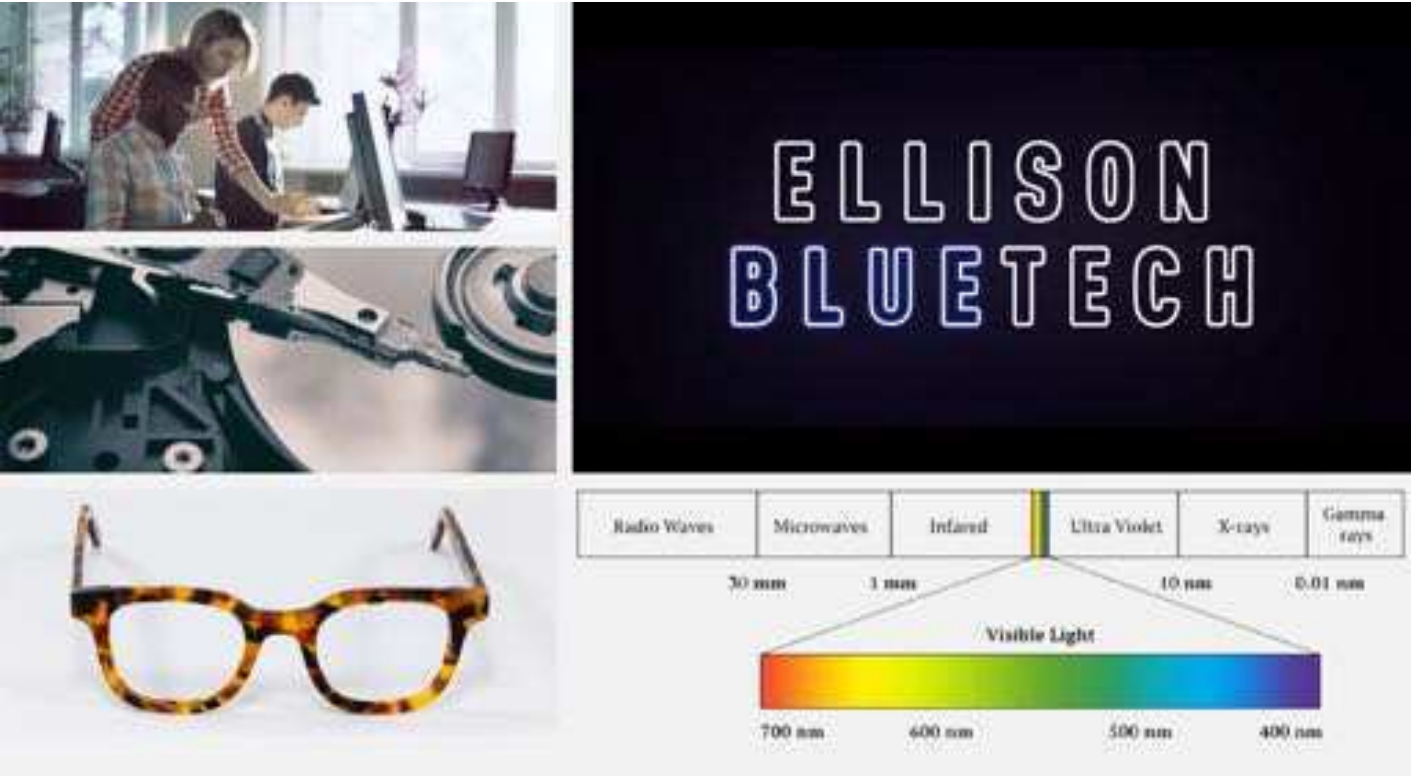 ELLISON
BLUETECH
Radio Waves Microwaves Infared Ultra Violet X-rays Gamma rays
30 mm 1 mm 10 nm 0.01 nm
Visible Light
700 nm 600 nm 500 nm 400 nm